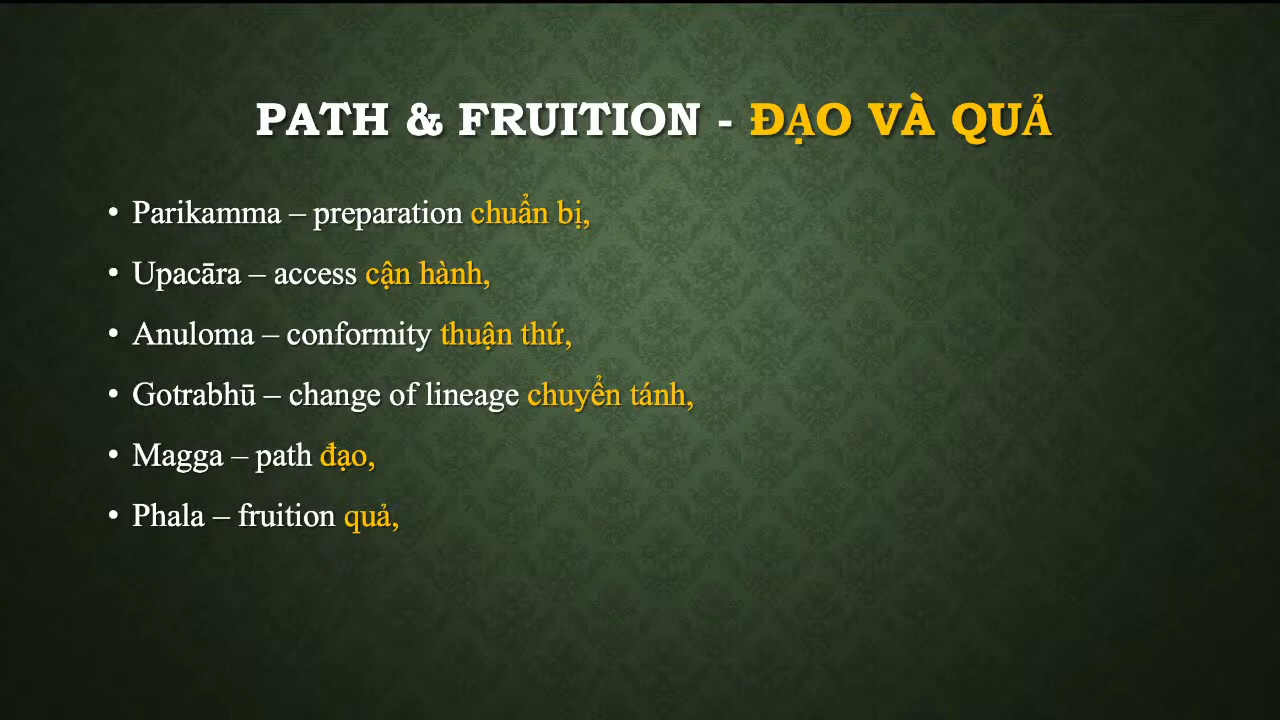 PATH & FRUITION - ĐẠO VÀ QUẢ
• Parikamma – preparation chuẩn bị,
• Upacāra – access cận hành,
• Anuloma – conformity thuận thứ,
• Gotrabhū – change of lineage chuyển tánh,
• Magga – path đạo,
• Phala – fruition quả,